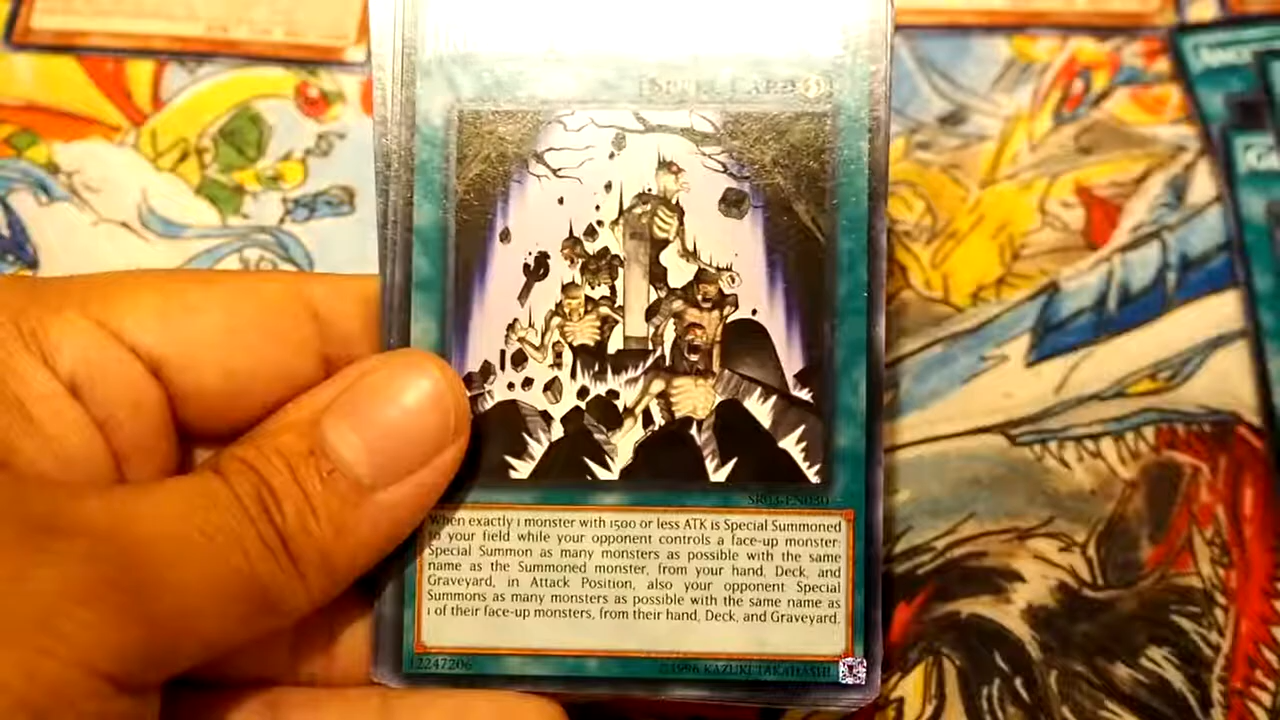 [SPELL CARD]
SR03-EN030
When exactly 1 monster with 1500 or less ATK is Special Summoned
to your field while your opponent controls a face-up monster:
Special Summon as many monsters as possible with the same
name as the Summoned monster, from your hand, Deck, and
Graveyard, in Attack Position, also your opponent Special
Summons as many monsters as possible with the same name as
1 of their face-up monsters, from their hand, Deck, and Graveyard.
12247206
©1996 KAZUKI TAKAHASHI